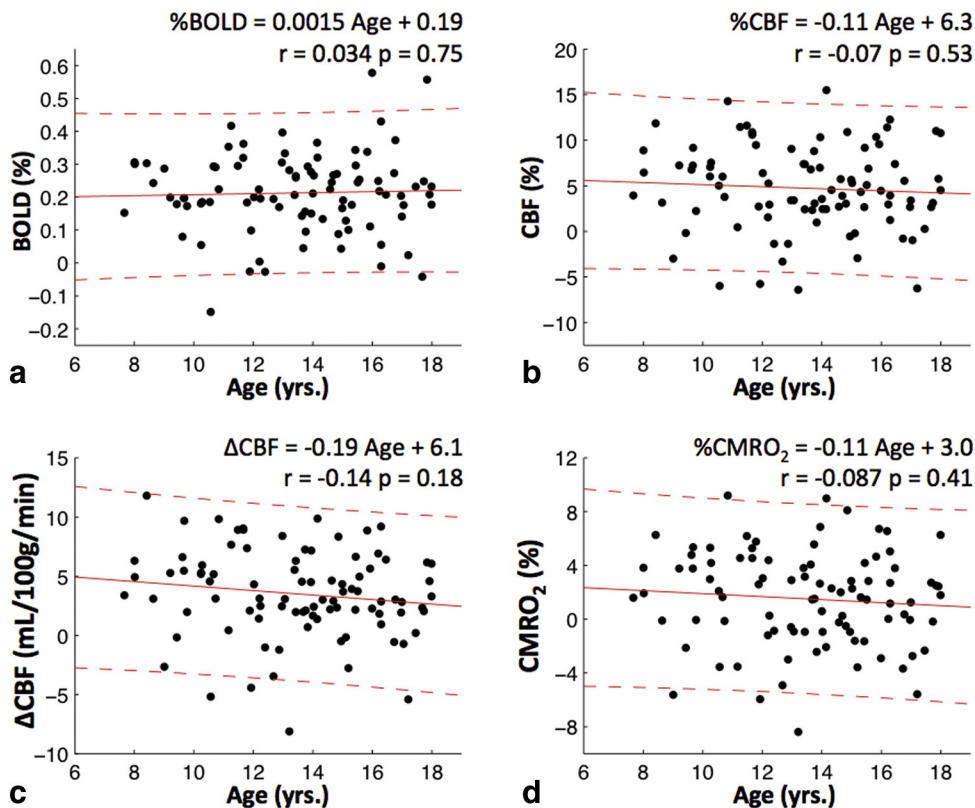 %BOLD = 0.0015 Age + 0.19
r = 0.034 p = 0.75
0.6
0.5
0.4
0.3
0.2
0.1
0
−0.1
−0.2
BOLD (%)
6 8 10 12 14 16 18
Age (yrs.)
a
%CBF = -0.11 Age + 6.3
r = -0.07 p = 0.53
20
15
10
5
0
−5
−10
CBF (%)
6 8 10 12 14 16 18
Age (yrs.)
b
ΔCBF = -0.19 Age + 6.1
r = -0.14 p = 0.18
15
10
5
0
−5
−10
ΔCBF (mL/100g/min)
6 8 10 12 14 16 18
Age (yrs.)
c
%CMRO₂ = -0.11 Age + 3.0
r = -0.087 p = 0.41
12
8
4
0
−4
−8
CMRO₂ (%)
6 8 10 12 14 16 18
Age (yrs.)
d